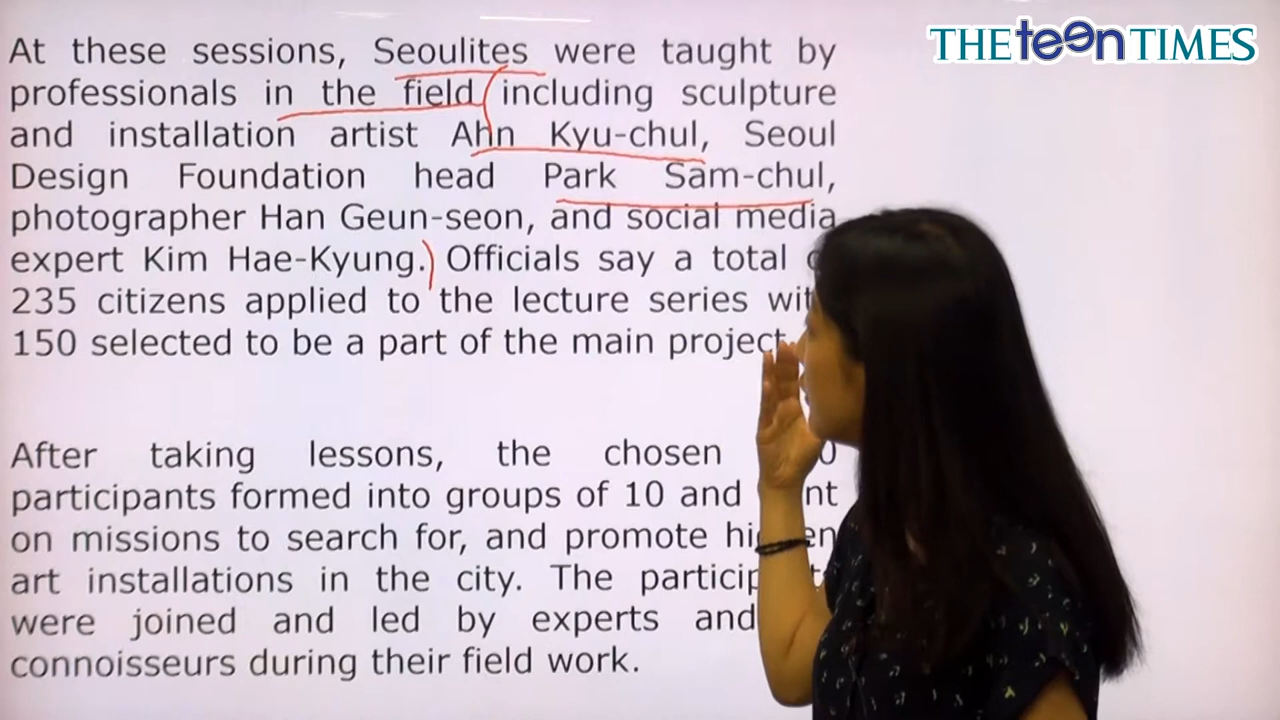 THE teen TIMES
At these sessions, Seoulites were taught by
professionals in the field including sculpture
and installation artist Ahn Kyu-chul, Seoul
Design Foundation head Park Sam-chul,
photographer Han Geun-seon, and social media
expert Kim Hae-Kyung. Officials say a total
235 citizens applied to the lecture series
150 selected to be a part of the main project
After taking lessons, the chosen
participants formed into groups of 10 and
on missions to search for, and promote
art installations in the city. The
were joined and led by experts and
connoisseurs during their field work.